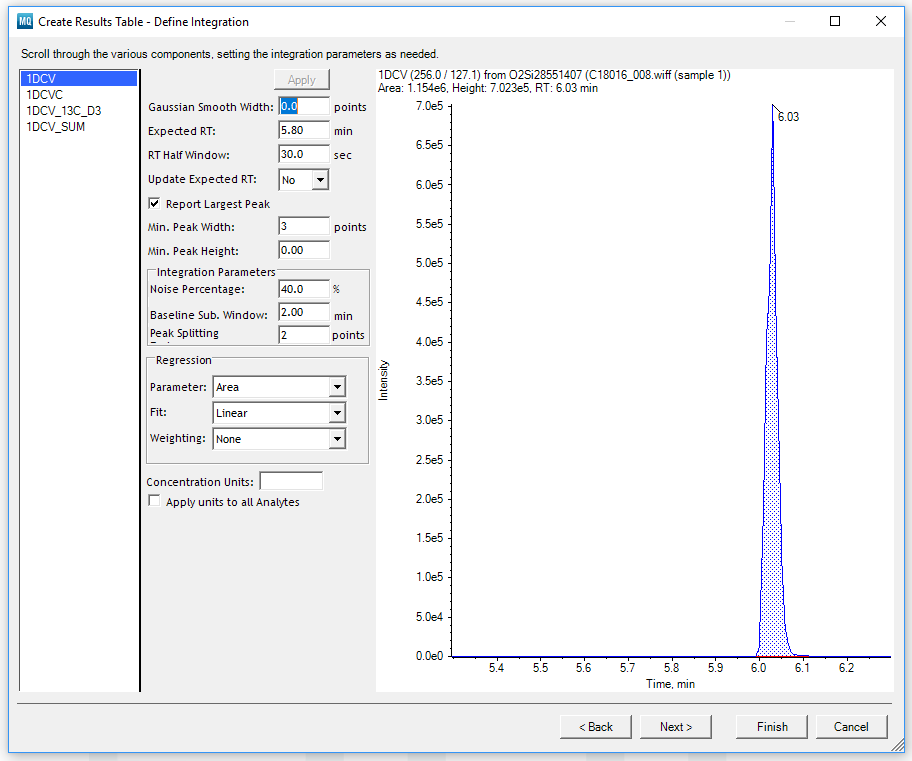 MQ Create Results Table - Define Integration
Scroll through the various components, setting the integration parameters as needed.
1DCV
1DCVC
1DCV_13C_D3
1DCV_SUM
Apply
Gaussian Smooth Width: 0.0 points
Expected RT: 5.80 min
RT Half Window: 30.0 sec
Update Expected RT: No
Report Largest Peak
Min. Peak Width: 3 points
Min. Peak Height: 0.00
Integration Parameters
Noise Percentage: 40.0 %
Baseline Sub. Window: 2.00 min
Peak Splitting 2 points
Regression
Parameter: Area
Fit: Linear
Weighting: None
Concentration Units:
Apply units to all Analytes
1DCV (256.0 / 127.1) from O2Si28551407 (C18016_008.wiff (sample 1))
Area: 1.154e6, Height: 7.023e5, RT: 6.03 min
7.0e5
6.5e5
6.0e5
5.5e5
5.0e5
4.5e5
4.0e5
3.5e5
3.0e5
2.5e5
2.0e5
1.5e5
1.0e5
5.0e4
0.0e0
Intensity
6.03
5.4 5.5 5.6 5.7 5.8 5.9 6.0 6.1 6.2
Time, min
< Back Next > Finish Cancel